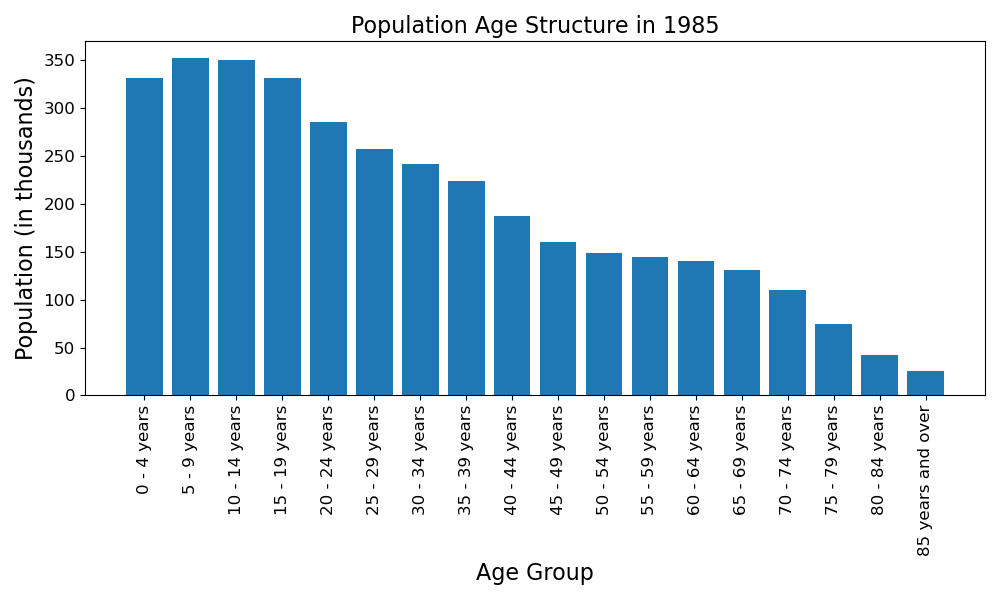 Population Age Structure in 1985
Population (in thousands)
350
300
250
200
150
100
50
0
0 - 4 years
5 - 9 years
10 - 14 years
15 - 19 years
20 - 24 years
25 - 29 years
30 - 34 years
35 - 39 years
40 - 44 years
45 - 49 years
50 - 54 years
55 - 59 years
60 - 64 years
65 - 69 years
70 - 74 years
75 - 79 years
80 - 84 years
85 years and over
Age Group